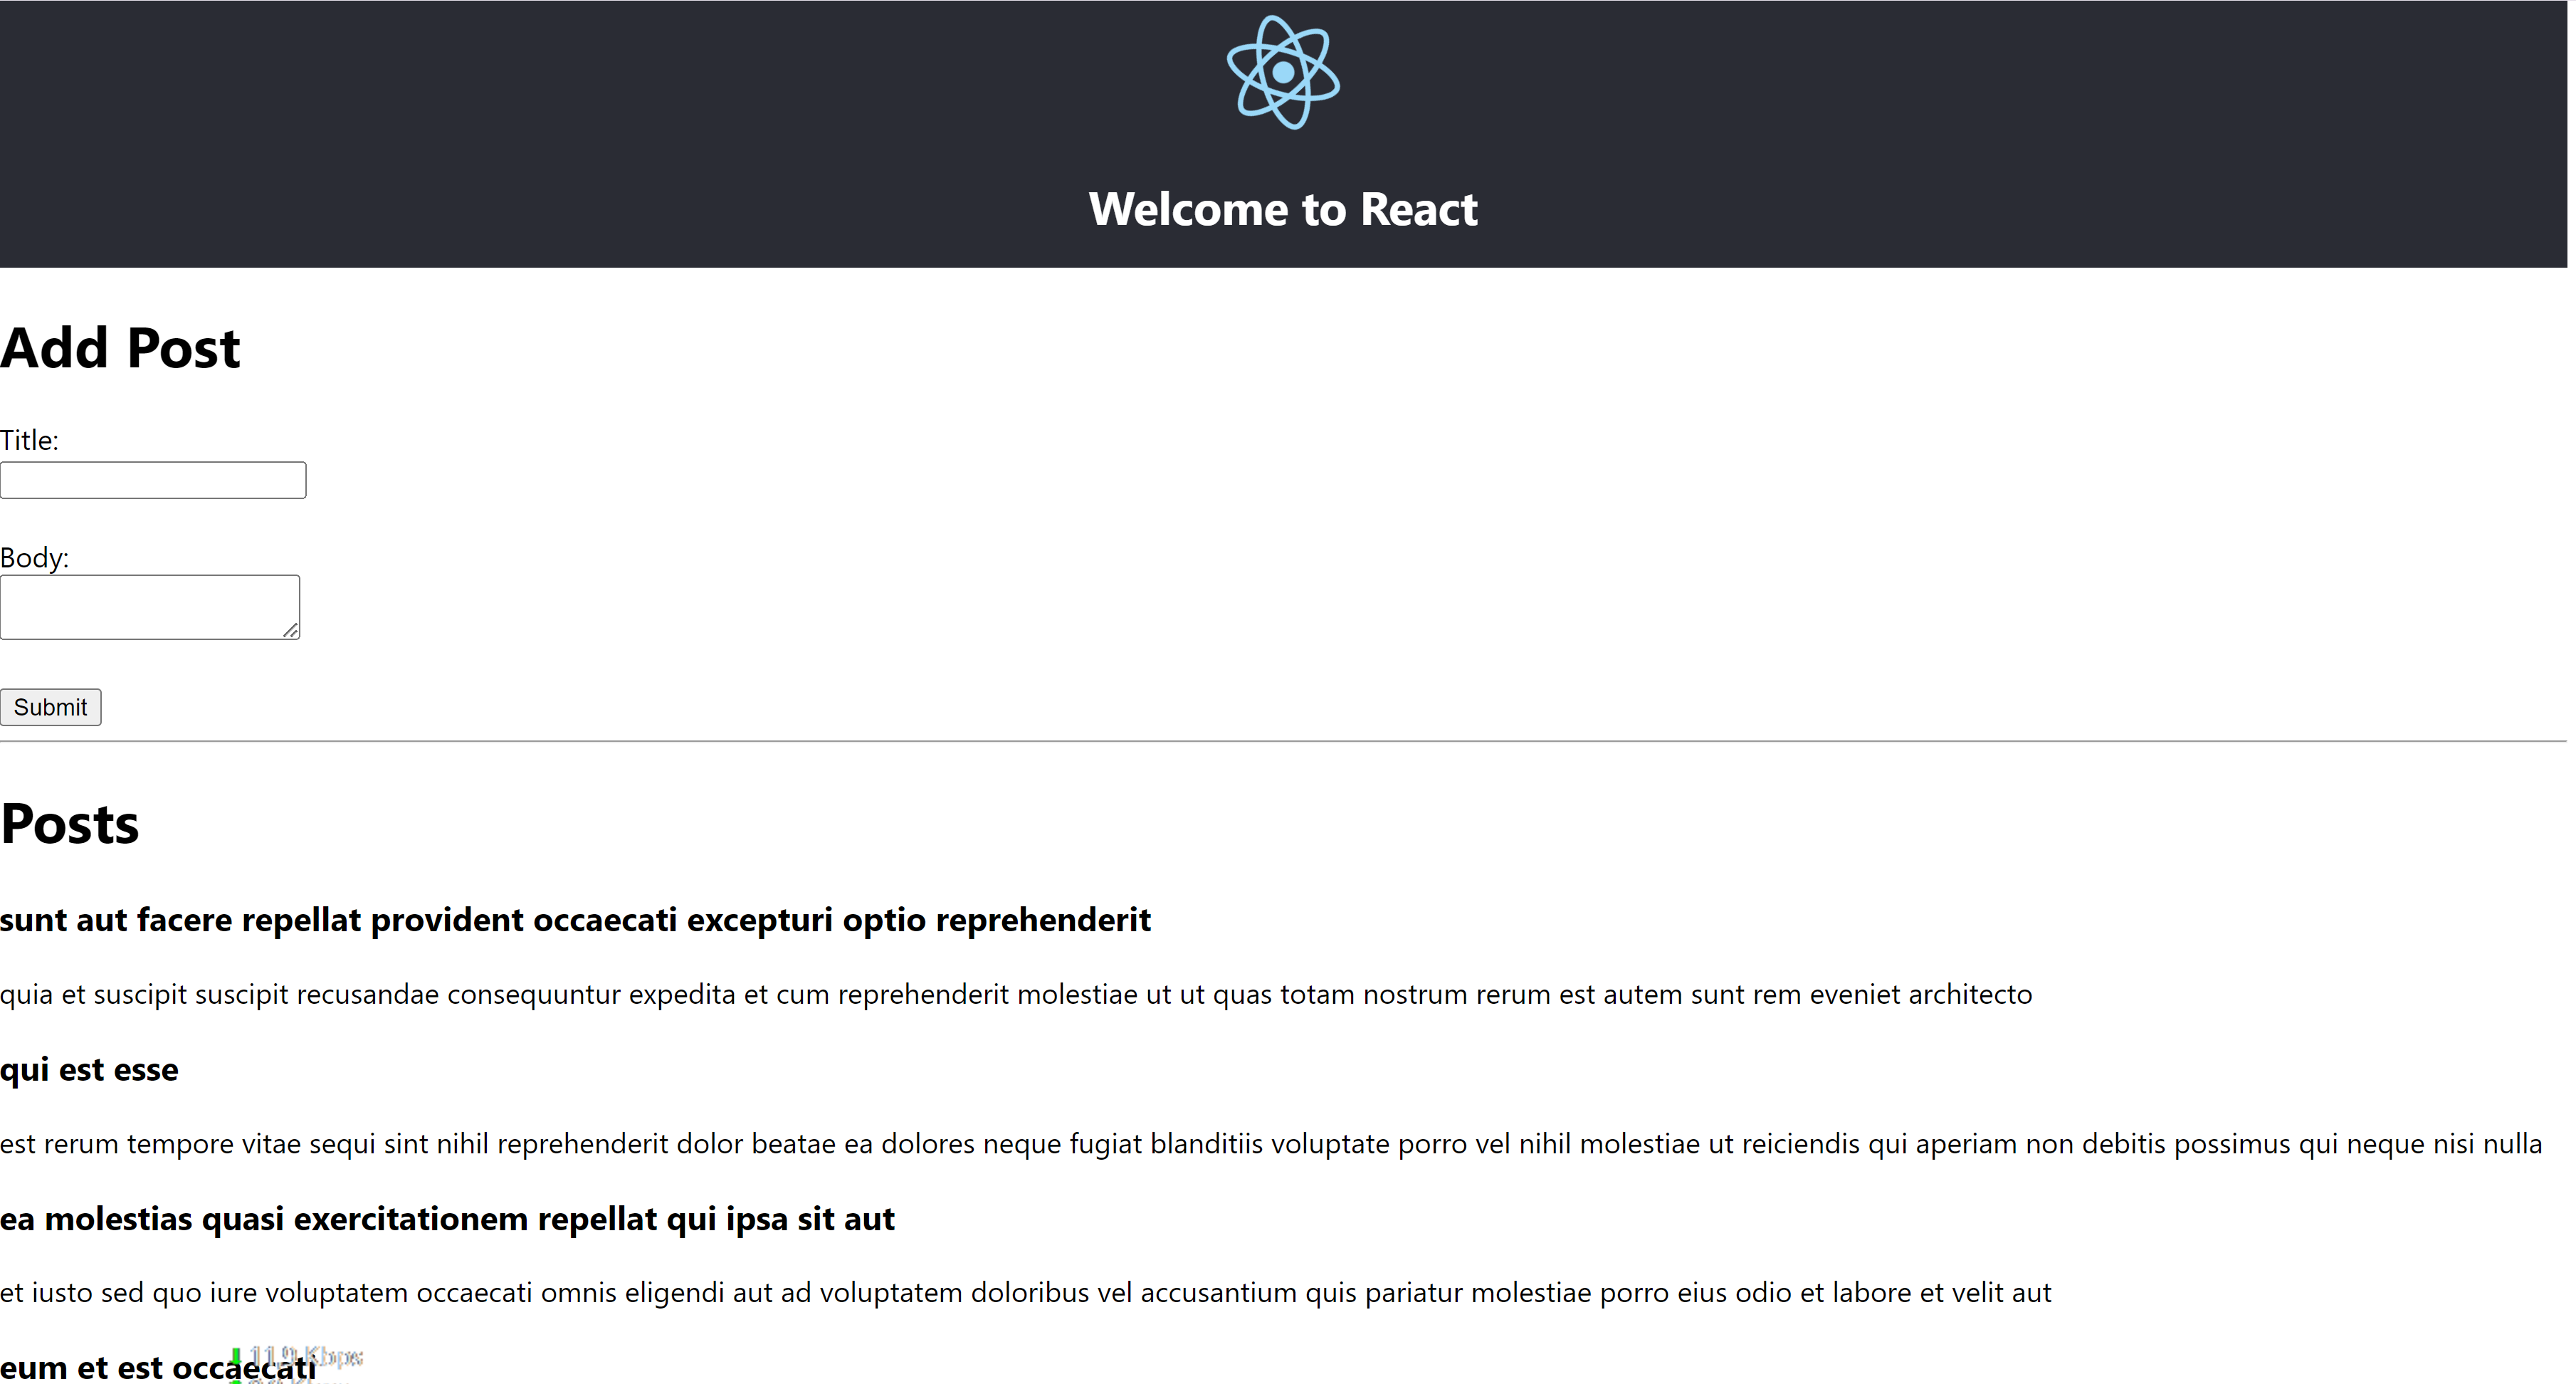 Welcome to React
Add Post
Title:
Body:
Submit
Posts
sunt aut facere repellat provident occaecati excepturi optio reprehenderit
quia et suscipit suscipit recusandae consequuntur expedita et cum reprehenderit molestiae ut ut quas totam nostrum rerum est autem sunt rem eveniet architecto
qui est esse
est rerum tempore vitae sequi sint nihil reprehenderit dolor beatae ea dolores neque fugiat blanditiis voluptate porro vel nihil molestiae ut reiciendis qui aperiam non debitis possimus qui neque nisi nulla
ea molestias quasi exercitationem repellat qui ipsa sit aut
et iusto sed quo iure voluptatem occaecati omnis eligendi aut ad voluptatem doloribus vel accusantium quis pariatur molestiae porro eius odio et labore et velit aut
11,9 Kbps
eum et est occaecati